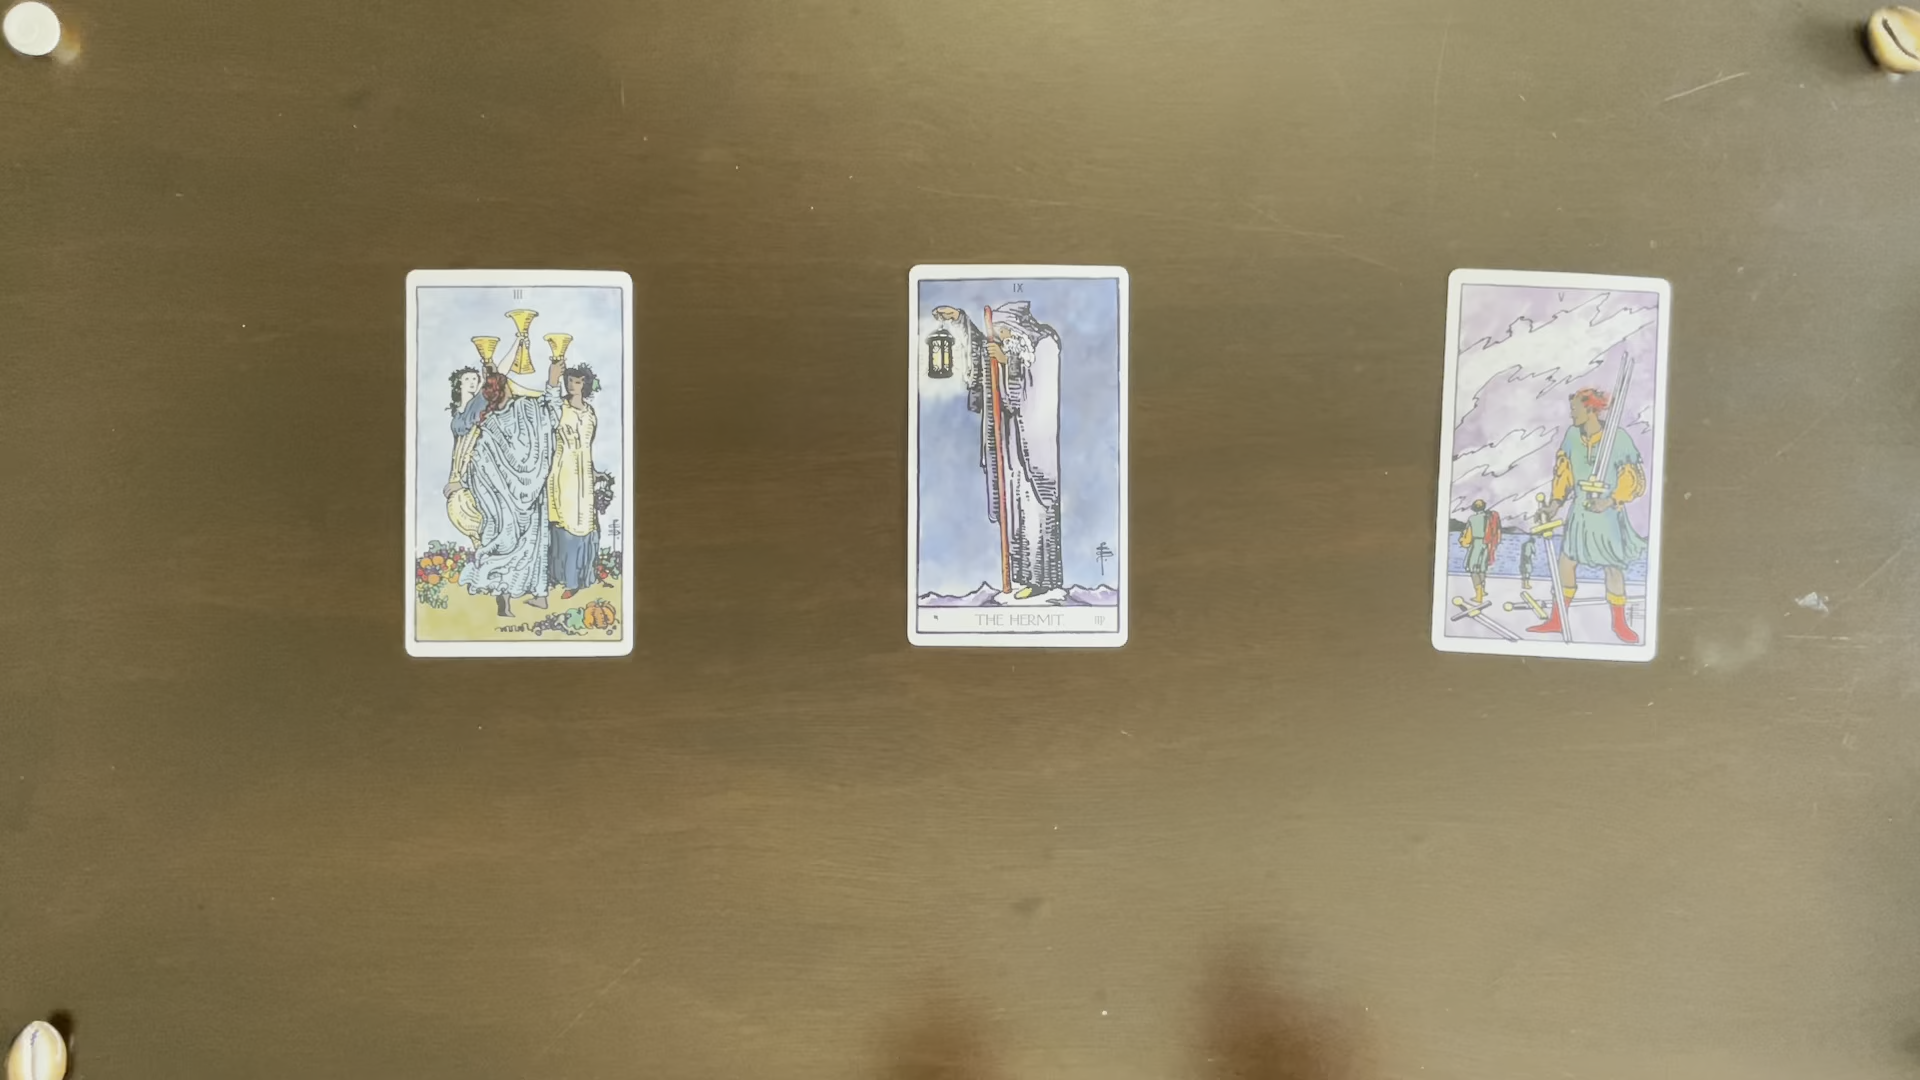 III
IX
THE HERMIT
V